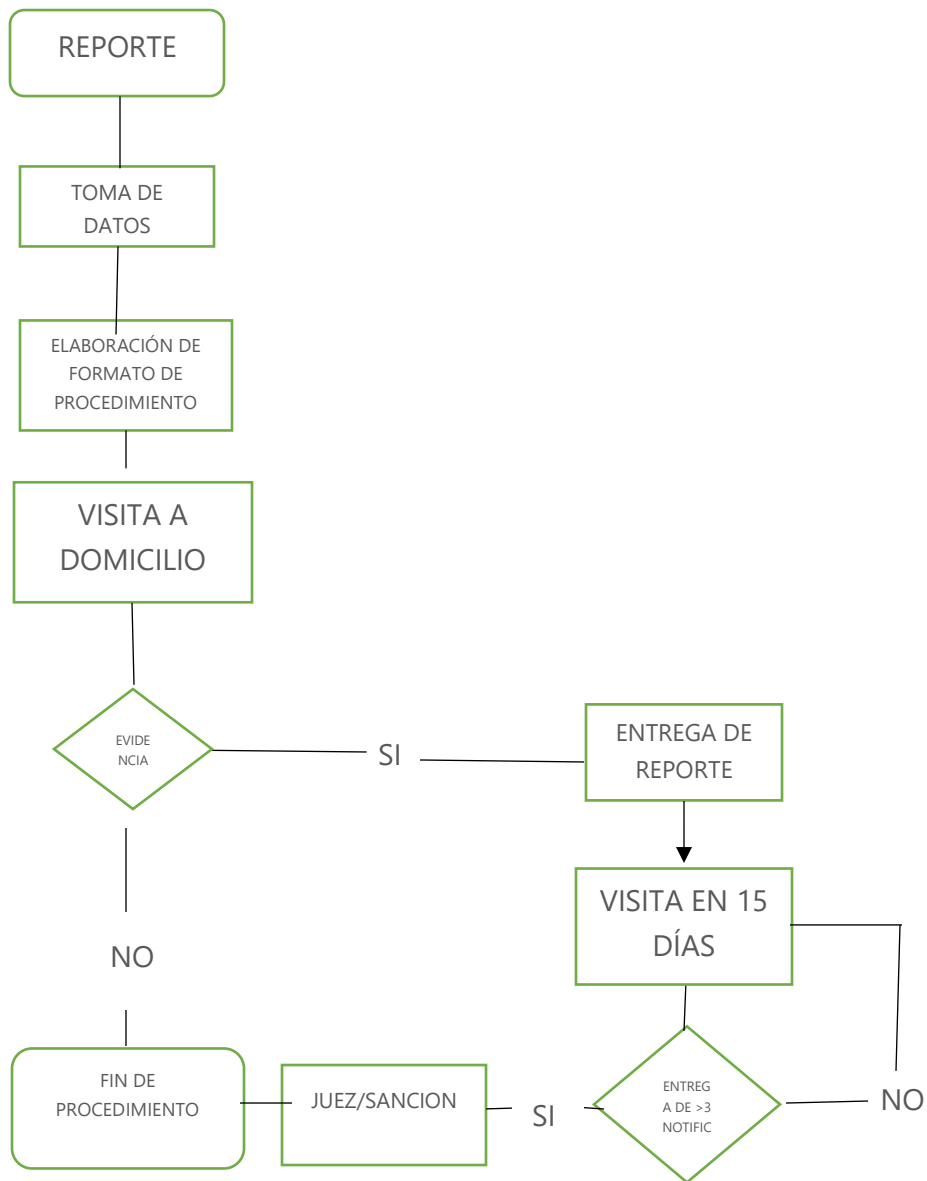 REPORTE
TOMA DE
DATOS
ELABORACIÓN DE
FORMATO DE
PROCEDIMIENTO
VISITA A
DOMICILIO
EVIDE
NCIA
SI
ENTREGA DE
REPORTE
VISITA EN 15
DÍAS
NO
FIN DE
PROCEDIMIENTO
JUEZ/SANCION
SI
ENTREG
A DE >3
NOTIFIC
NO